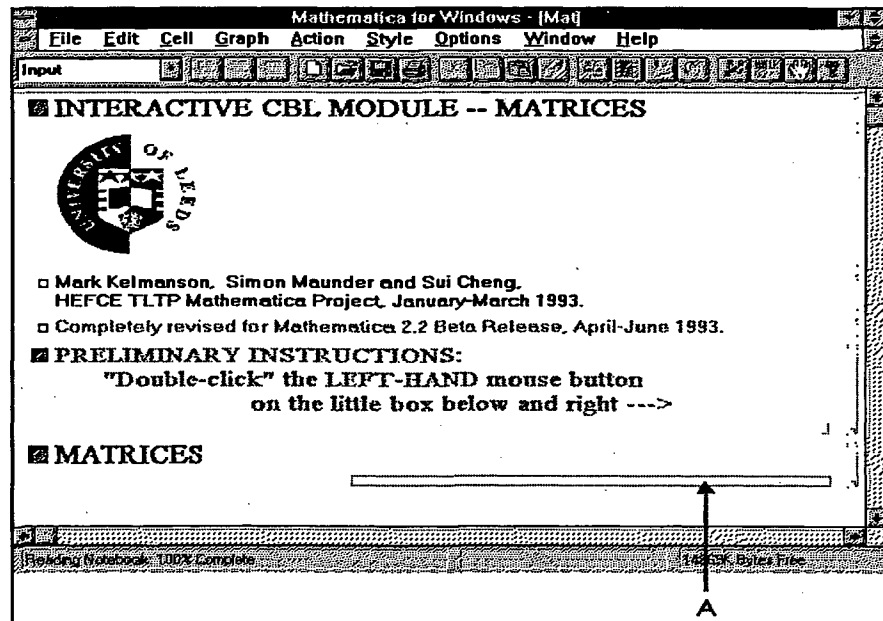 Mathematica for Windows - [Mat]
File Edit Cell Graph Action Style Options Window Help
Input
INTERACTIVE CBL MODULE -- MATRICES
UNIVERSITY OF LEEDS
Mark Kelmanson, Simon Maunder and Sui Cheng,
HEFCE TLTP Mathematica Project, January-March 1993.
Completely revised for Mathematica 2.2 Beta Release, April-June 1993.
PRELIMINARY INSTRUCTIONS:
"Double-click" the LEFT-HAND mouse button
on the little box below and right --->
MATRICES
Reading Notebook: 100% Complete
Bytes Free
A